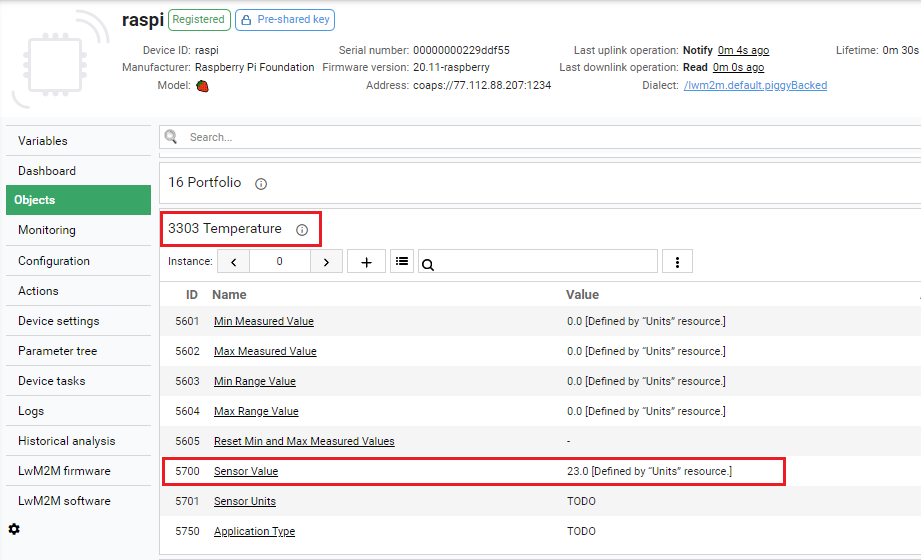 raspi Registered Pre-shared key
Device ID: raspi Serial number: 00000000229ddf55 Last uplink operation: Notify 0m 4s ago Lifetime: 0m 30s
Manufacturer: Raspberry Pi Foundation Firmware version: 20.11-raspberry Last downlink operation: Read 0m 0s ago
Model: Address: coaps://77.112.88.207:1234 Dialect: /lwm2m.default.piggyBacked
Variables
Dashboard
Objects
Monitoring
Configuration
Actions
Device settings
Parameter tree
Device tasks
Logs
Historical analysis
LwM2M firmware
LwM2M software
Search...
16 Portfolio
3303 Temperature
Instance: < 0 > +
ID Name Value
5601 Min Measured Value 0.0 [Defined by “Units” resource.]
5602 Max Measured Value 0.0 [Defined by “Units” resource.]
5603 Min Range Value 0.0 [Defined by “Units” resource.]
5604 Max Range Value 0.0 [Defined by “Units” resource.]
5605 Reset Min and Max Measured Values -
5700 Sensor Value 23.0 [Defined by “Units” resource.]
5701 Sensor Units TODO
5750 Application Type TODO